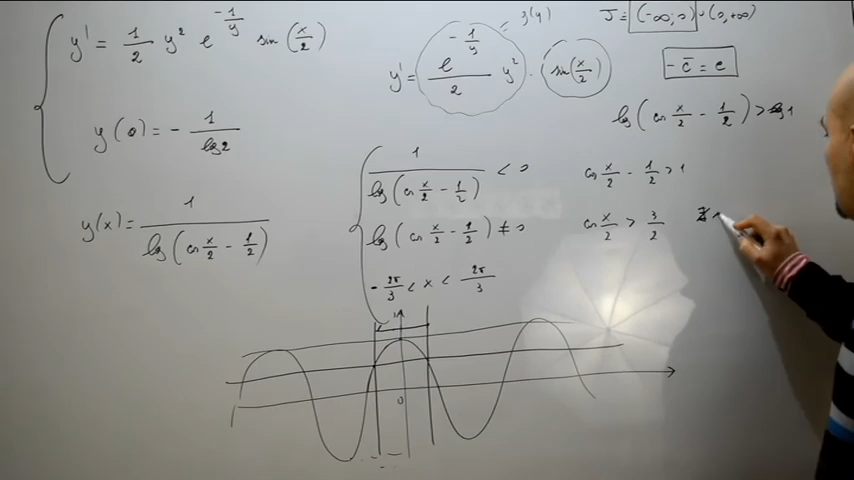 y' = 1/2 y² e^(-1/y) sin(x/2)
y(0) = - 1/log2
y(x) = 1/log(cos x/2 - 1/2)
= g(y)
y' = e^(-1/y)/2 y² · sin(x/2)
1/log(cos x/2 - 1/2) < 0
log(cos x/2 - 1/2) ≠ 0
- 2π/3 < x < 2π/3
0
J = (-∞; 0) ∪ (0, +∞)
- c̄ = c
log(cos x/2 - 1/2) > log 1
cos x/2 - 1/2 > 1
cos x/2 > 3/2